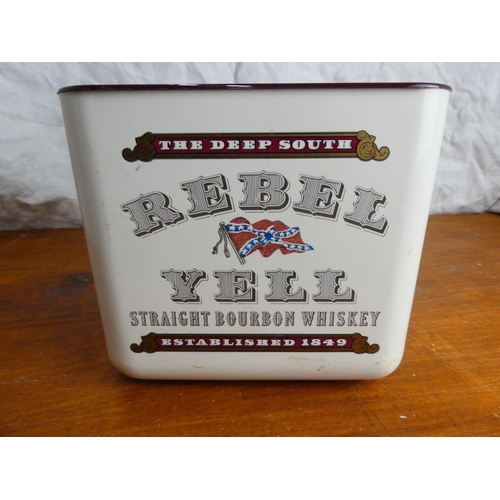 THE DEEP SOUTH
REBEL
YELL
STRAIGHT BOURBON WHISKEY
ESTABLISHED 1849